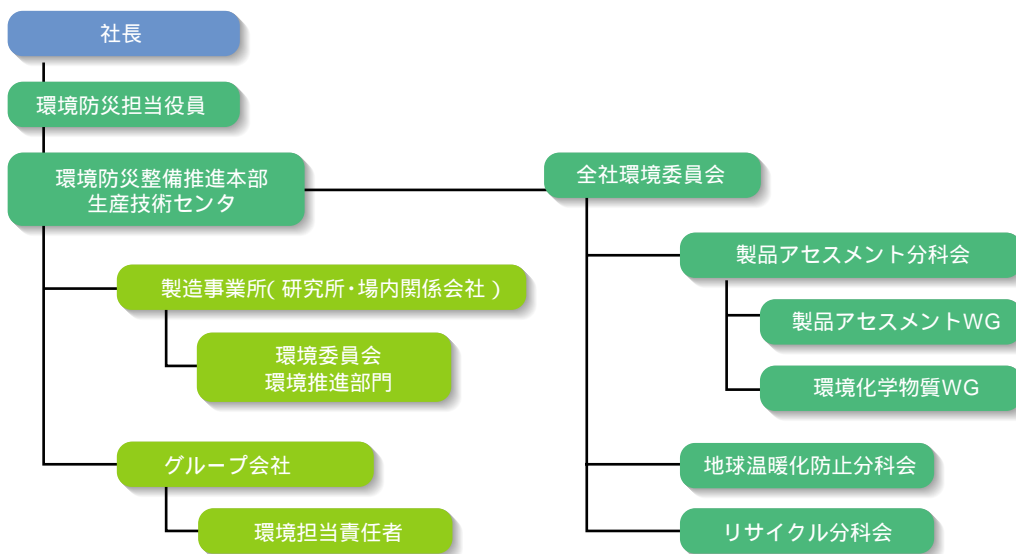 社長
環境防災担当役員
環境防災整備推進本部
生産技術センタ
製造事業所(研究所・場内関係会社)
環境委員会
環境推進部門
グループ会社
環境担当責任者
全社環境委員会
製品アセスメント分科会
製品アセスメントWG
環境化学物質WG
地球温暖化防止分科会
リサイクル分科会